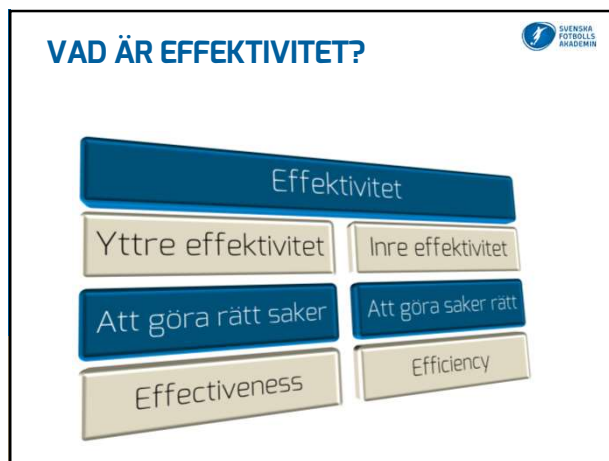 VAD ÄR EFFEKTIVITET?
SVENSKA
FOTBOLLS
AKADEMIN
Effektivitet
Yttre effektivitet
Inre effektivitet
Att göra rätt saker
Att göra saker rätt
Effectiveness
Efficiency